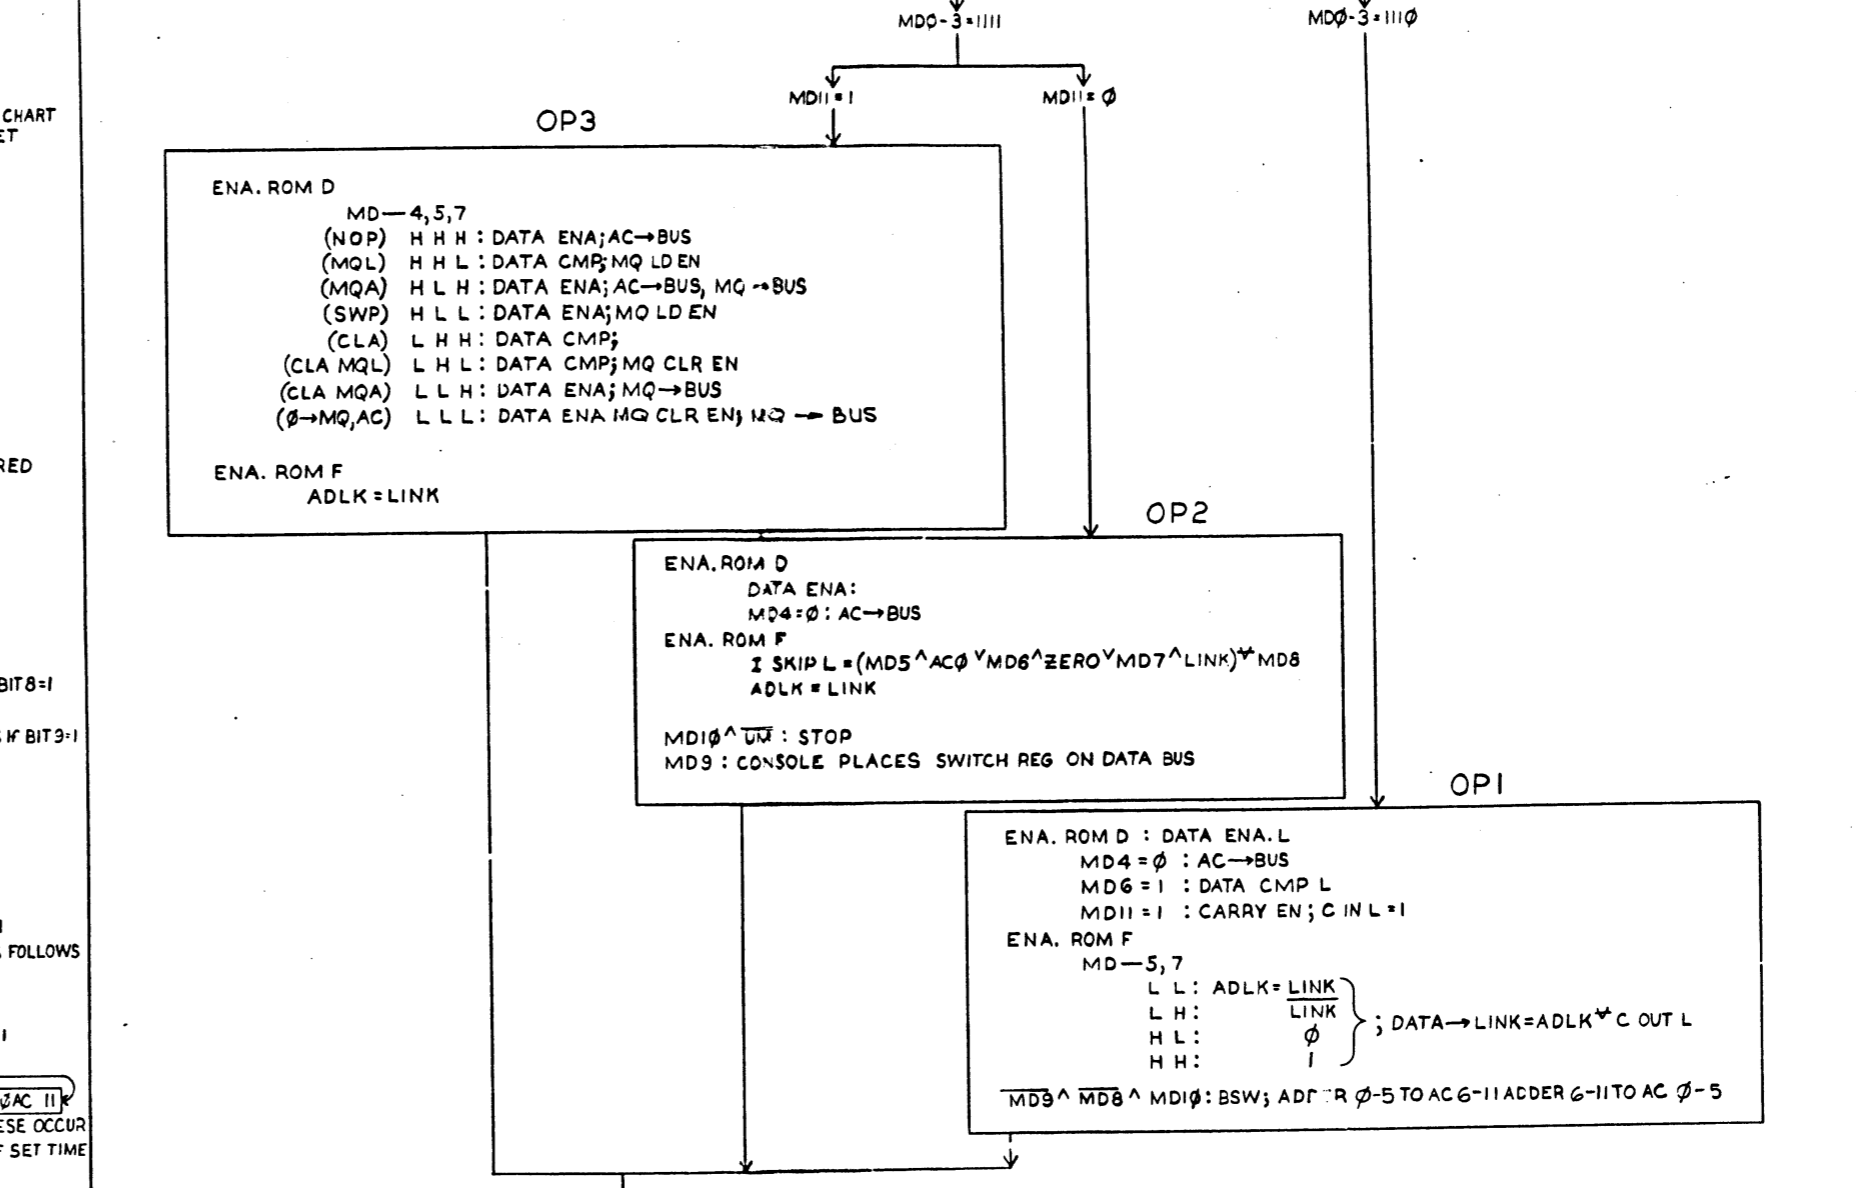 MDØ-3=1111
MDØ-3=111Ø
MD11=1
MD11=Ø
CHART
ET
OP3
ENA. ROM D
MD—4,5,7
(NOP) H H H : DATA ENA; AC→BUS
(MQL) H H L : DATA CMP; MQ LD EN
(MQA) H L H : DATA ENA; AC→BUS, MQ→BUS
(SWP) H L L : DATA ENA; MQ LD EN
(CLA) L H H : DATA CMP;
(CLA MQL) L H L : DATA CMP; MQ CLR EN
(CLA MQA) L L H : DATA ENA; MQ→BUS
(Ø→MQ,AC) L L L : DATA ENA MQ CLR EN; MQ → BUS
ENA. ROM F
ADLK = LINK
RED
OP2
ENA. ROM D
DATA ENA:
MD4=Ø : AC→BUS
ENA. ROM F
I SKIP L = (MD5 ^ ACØ ˅ MD6 ^ ZERO ˅ MD7 ^ LINK) ⊻ MD8
ADLK = LINK
MD1Ø ^ U̅M̅ : STOP
MD9 : CONSOLE PLACES SWITCH REG ON DATA BUS
BIT8=1
IF BIT9=1
OP1
ENA. ROM D : DATA ENA. L
MD4 = Ø : AC→BUS
MD6 = 1 : DATA CMP L
MD11 = 1 : CARRY EN ; C IN L = 1
ENA. ROM F
MD—5,7
L L : ADLK = LINK
L H : L̅I̅N̅K̅
H L : Ø
H H : 1
; DATA→LINK=ADLK ⊻ C OUT L
M̅D̅9̅ ^ M̅D̅8̅ ^ MD1Ø : BSW; R Ø-5 TO AC 6-11 ADDER 6-11 TO AC Ø-5
FOLLOWS
1
AC 11
ESE OCCUR
SET TIME